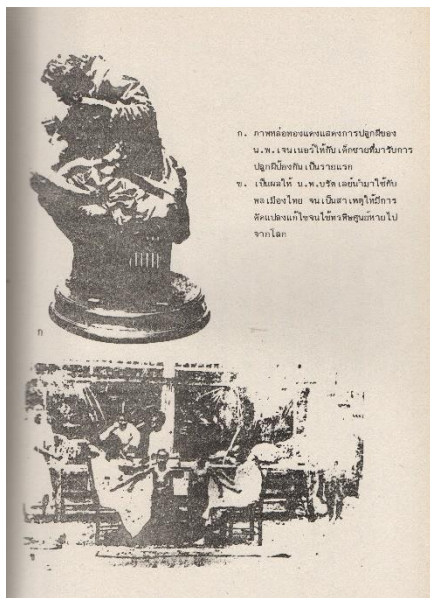 ก. ภาพหล่อทองแดงแสดงการปลูกฝีของ
น.พ. เจนเนอร์ให้กับเด็กชายที่มารับการ
ปลูกฝีป้องกันเป็นรายแรก
ข. เป็นผลให้ น.พ. บรัดเลย์นำมาใช้กับ
พลเมืองไทย จนเป็นสาเหตุให้มีการ
ดัดแปลงแก้ไขจนไข้ทรพิษศูนย์หายไป
จากโลก
ก